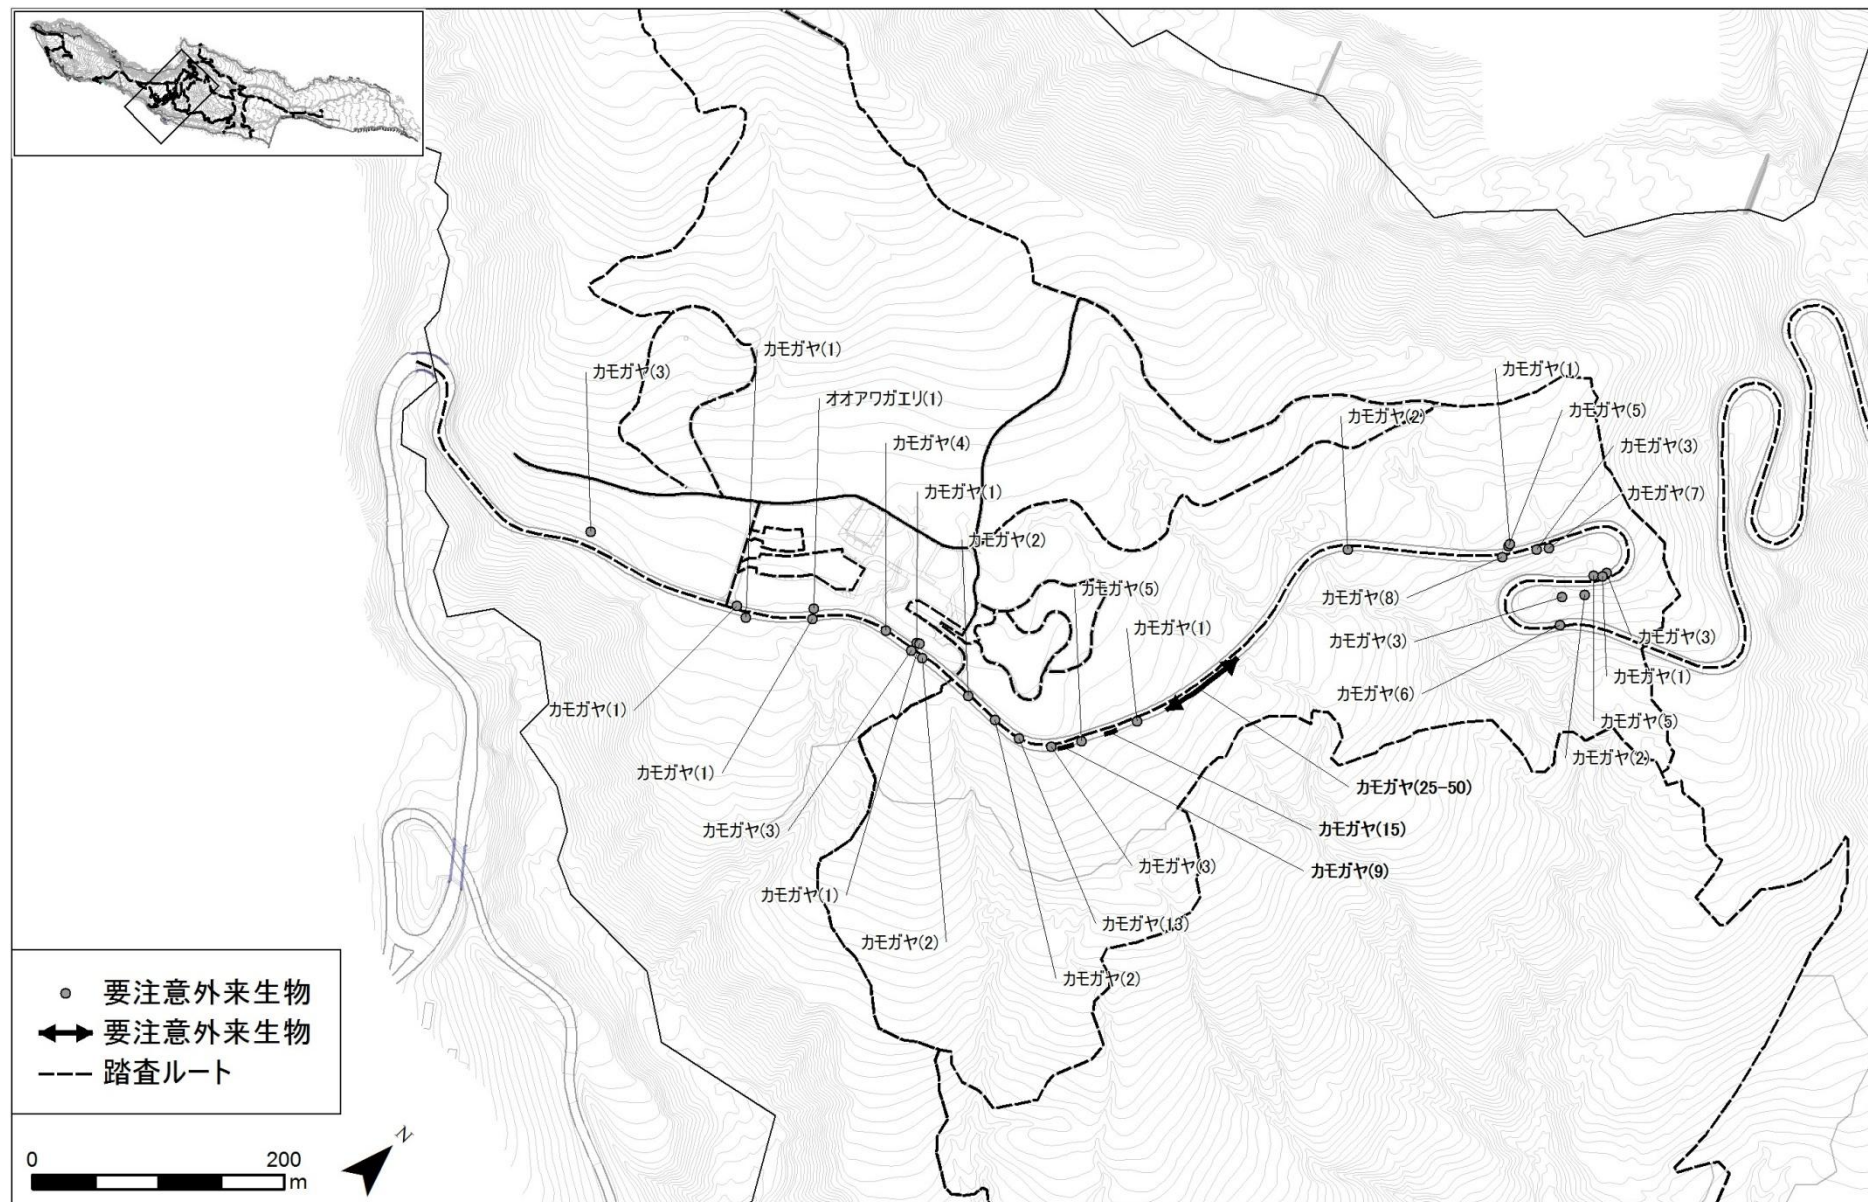 カモガヤ(1)
カモガヤ(3)
オオアワガエリ(1)
カモガヤ(4)
カモガヤ(1)
カモガヤ(2)
カモガヤ(5)
カモガヤ(1)
カモガヤ(2)
カモガヤ(1)
カモガヤ(5)
カモガヤ(3)
カモガヤ(7)
カモガヤ(8)
カモガヤ(3)
カモガヤ(6)
カモガヤ(3)
カモガヤ(1)
カモガヤ(5)
カモガヤ(2)
カモガヤ(1)
カモガヤ(1)
カモガヤ(3)
カモガヤ(1)
カモガヤ(2)
カモガヤ(25-50)
カモガヤ(15)
カモガヤ(9)
カモガヤ(3)
カモガヤ(13)
カモガヤ(2)
要注意外来生物
要注意外来生物
踏査ルート
0 200
m
N